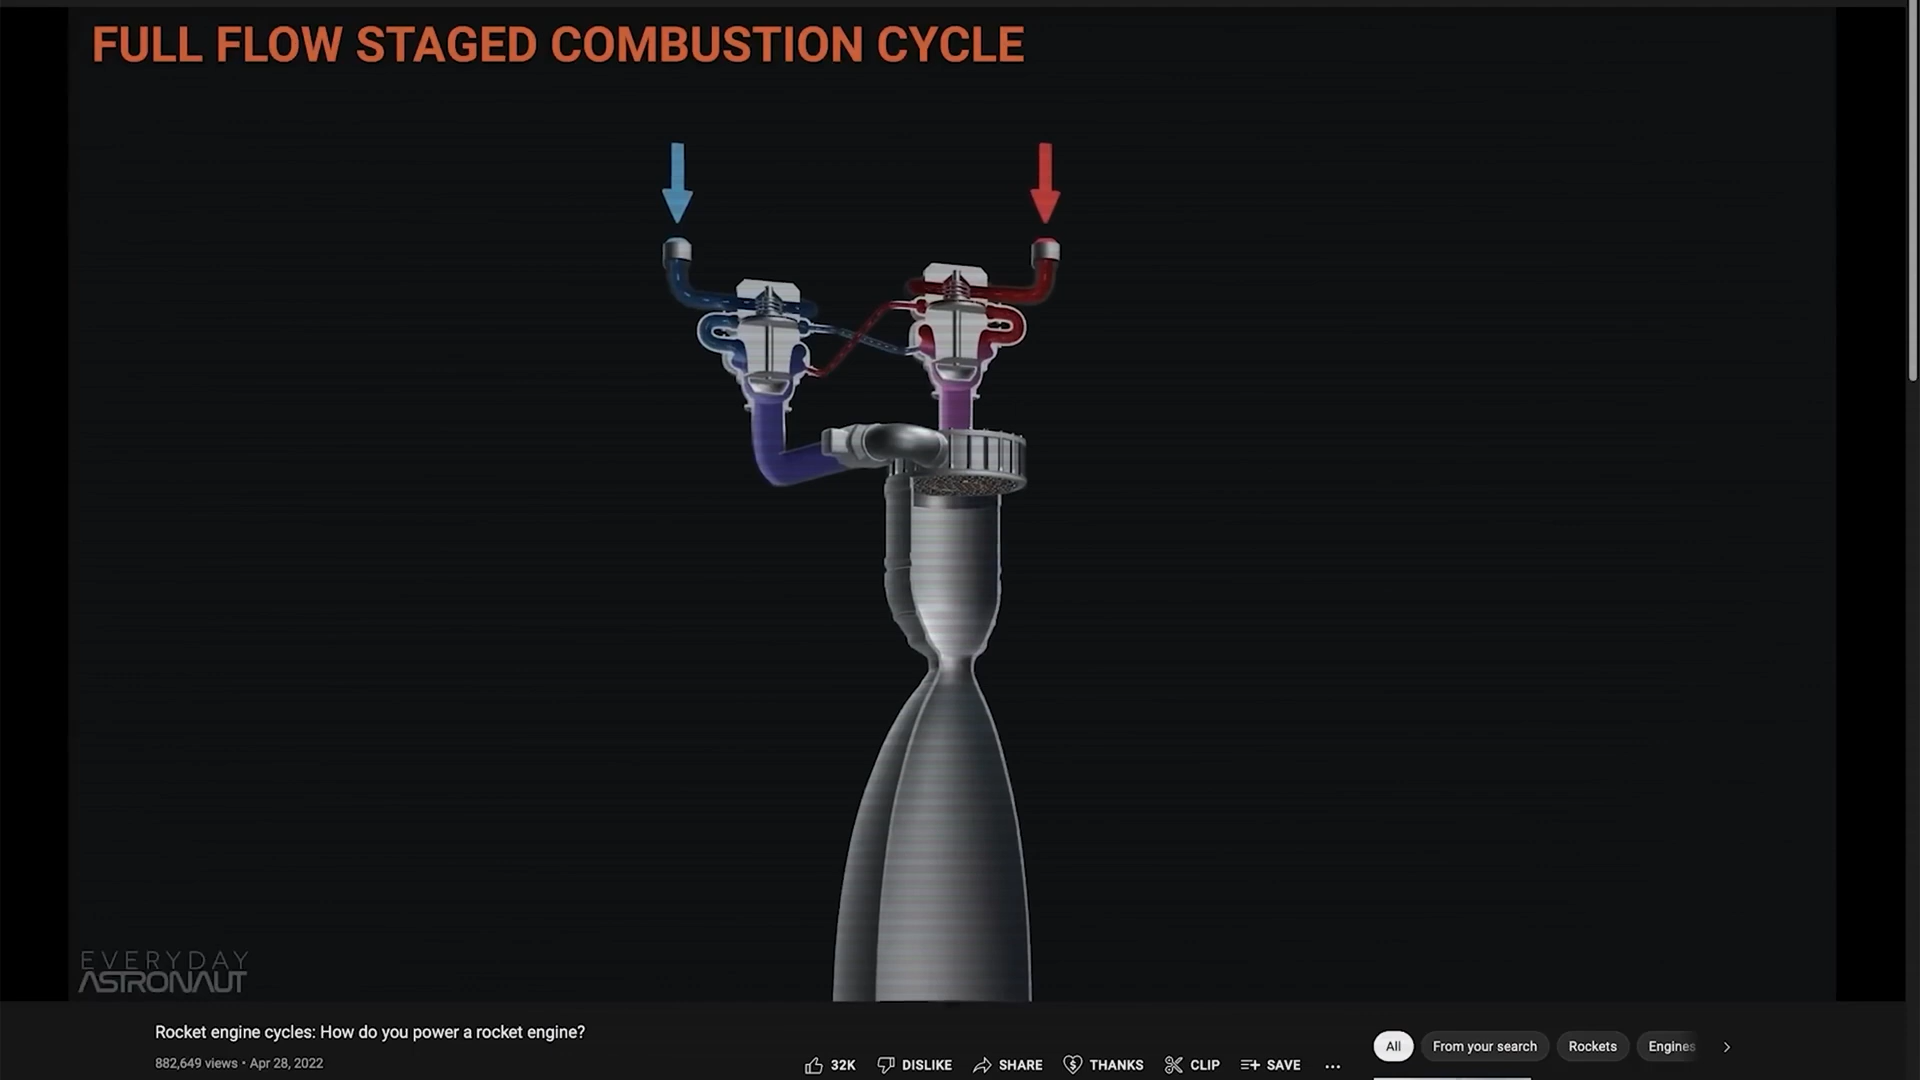 FULL FLOW STAGED COMBUSTION CYCLE
EVERYDAY
ASTRONAUT
Rocket engine cycles: How do you power a rocket engine?
882,649 views • Apr 28, 2022
32K DISLIKE SHARE THANKS CLIP SAVE ...
All From your search Rockets Engines